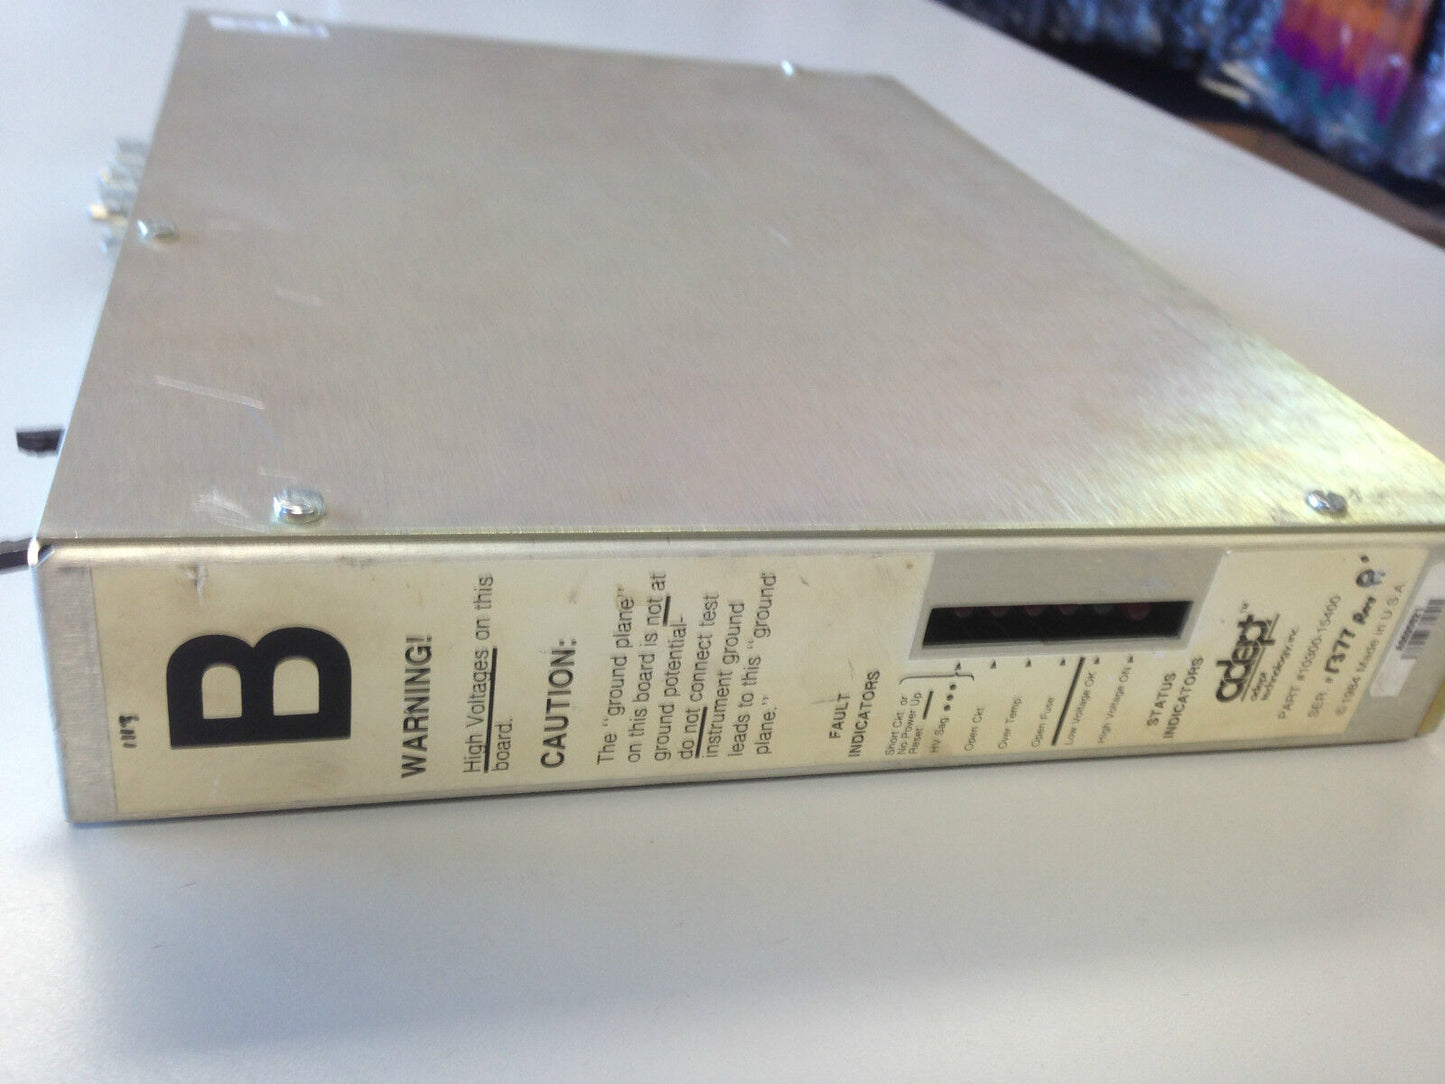 B
WARNING!
High Voltages on this
board.
CAUTION:
The "ground plane"
on this board is not at
ground potential-
do not connect test
instrument ground
leads to this "ground
plane."
FAULT
INDICATORS
Short Ckt. or
No Power Up
Reset
HV Sag
Open Ckt.
Over Temp.
Open Fuse
Low Voltage OK
High Voltage ON
STATUS
INDICATORS
adept™
adept
technology, inc.
PART #10300-15400
SER. Rev A
© 1984 Made in U.S.A